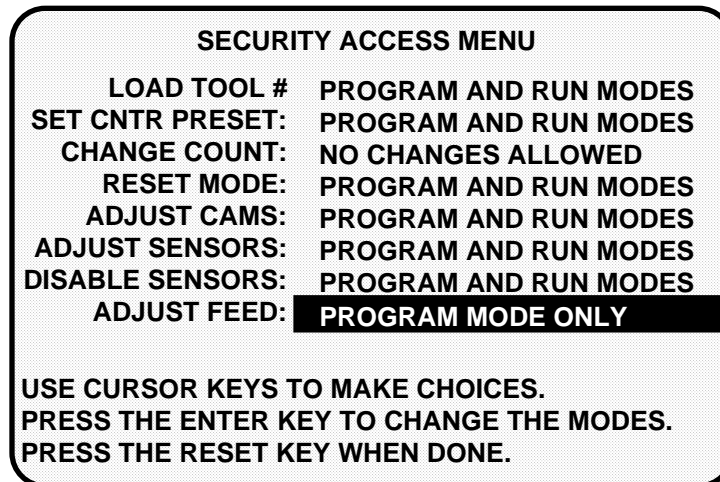 SECURITY ACCESS MENU
LOAD TOOL # PROGRAM AND RUN MODES
SET CNTR PRESET: PROGRAM AND RUN MODES
CHANGE COUNT: NO CHANGES ALLOWED
RESET MODE: PROGRAM AND RUN MODES
ADJUST CAMS: PROGRAM AND RUN MODES
ADJUST SENSORS: PROGRAM AND RUN MODES
DISABLE SENSORS: PROGRAM AND RUN MODES
ADJUST FEED: PROGRAM MODE ONLY
USE CURSOR KEYS TO MAKE CHOICES.
PRESS THE ENTER KEY TO CHANGE THE MODES.
PRESS THE RESET KEY WHEN DONE.